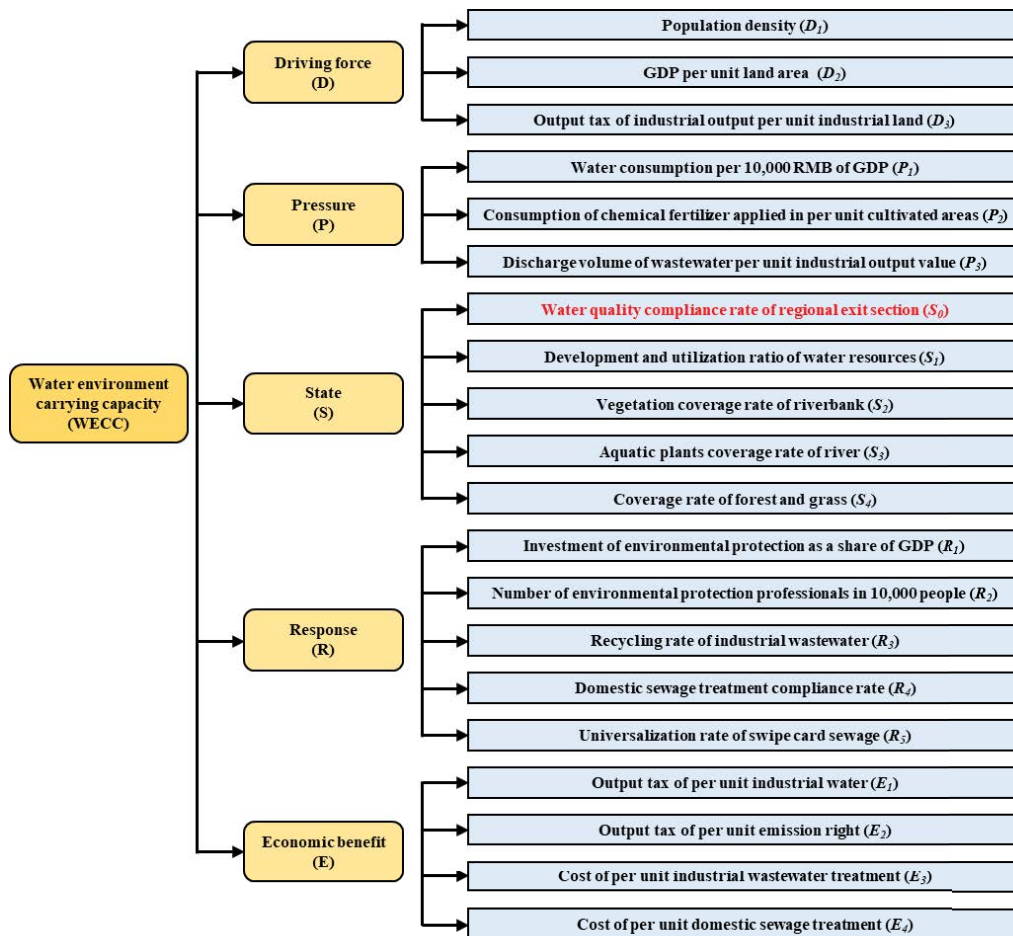 Water environment
carrying capacity
(WECC)
Driving force
(D)
Population density (D₁)
GDP per unit land area (D₂)
Output tax of industrial output per unit industrial land (D₃)
Pressure
(P)
Water consumption per 10,000 RMB of GDP (P₁)
Consumption of chemical fertilizer applied in per unit cultivated areas (P₂)
Discharge volume of wastewater per unit industrial output value (P₃)
State
(S)
Water quality compliance rate of regional exit section (S₀)
Development and utilization ratio of water resources (S₁)
Vegetation coverage rate of riverbank (S₂)
Aquatic plants coverage rate of river (S₃)
Coverage rate of forest and grass (S₄)
Response
(R)
Investment of environmental protection as a share of GDP (R₁)
Number of environmental protection professionals in 10,000 people (R₂)
Recycling rate of industrial wastewater (R₃)
Domestic sewage treatment compliance rate (R₄)
Universalization rate of swipe card sewage (R₅)
Economic benefit
(E)
Output tax of per unit industrial water (E₁)
Output tax of per unit emission right (E₂)
Cost of per unit industrial wastewater treatment (E₃)
Cost of per unit domestic sewage treatment (E₄)